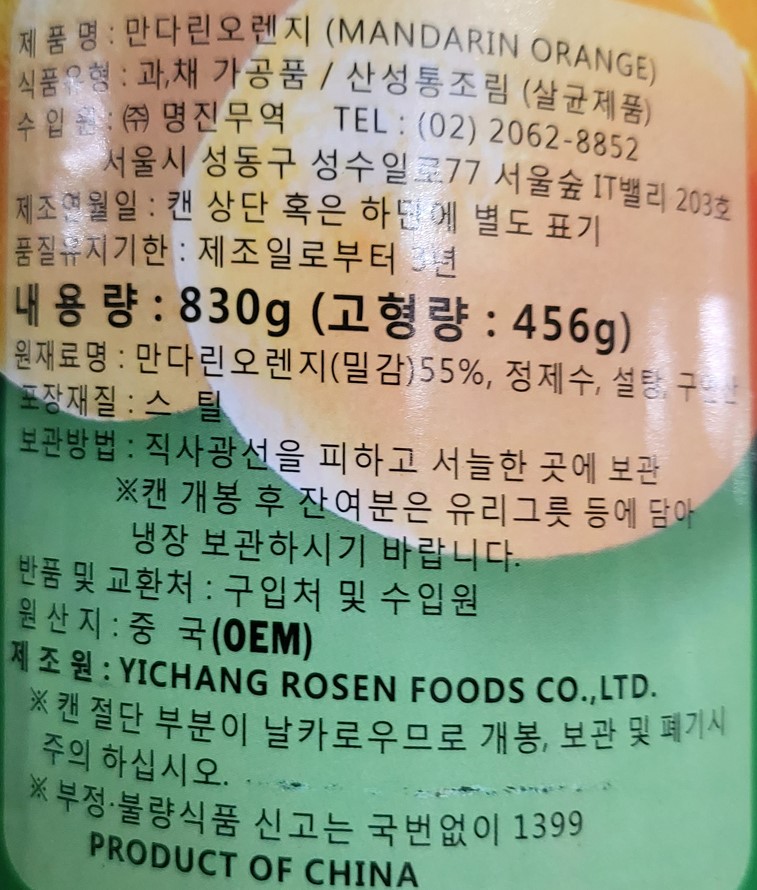 제 품 명 : 만다린오렌지 (MANDARIN ORANGE)
식품유형 : 과,채 가공품 / 산성통조림 (살균제품)
수 입 원 : ㈜ 명진무역 TEL : (02) 2062-8852
서울시 성동구 성수일로77 서울숲 IT밸리 203호
제조연월일 : 캔 상단 혹은 하단에 별도 표기
품질유지기한 : 제조일로부터 3년
내 용 량 : 830g (고형량 : 456g)
원재료명 : 만다린오렌지(밀감)55%, 정제수, 설탕, 구연산
포장재질 : 스 틸
보관방법 : 직사광선을 피하고 서늘한 곳에 보관
※캔 개봉 후 잔여분은 유리그릇 등에 담아
냉장 보관하시기 바랍니다.
반품 및 교환처 : 구입처 및 수입원
원 산 지 : 중 국(OEM)
제 조 원 : YICHANG ROSEN FOODS CO.,LTD.
※ 캔 절단 부분이 날카로우므로 개봉, 보관 및 폐기시
주의 하십시오.
※ 부정·불량식품 신고는 국번없이 1399
PRODUCT OF CHINA